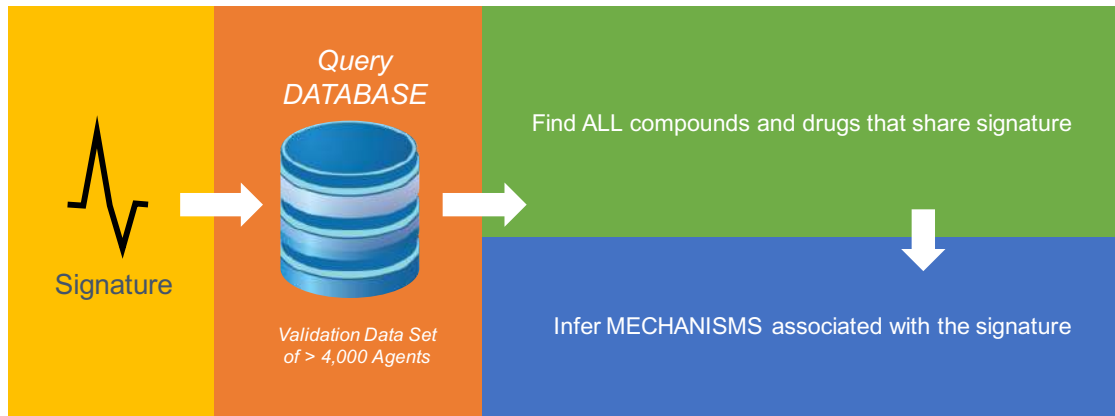 Signature
Query
DATABASE
Validation Data Set
of > 4,000 Agents
Find ALL compounds and drugs that share signature
Infer MECHANISMS associated with the signature